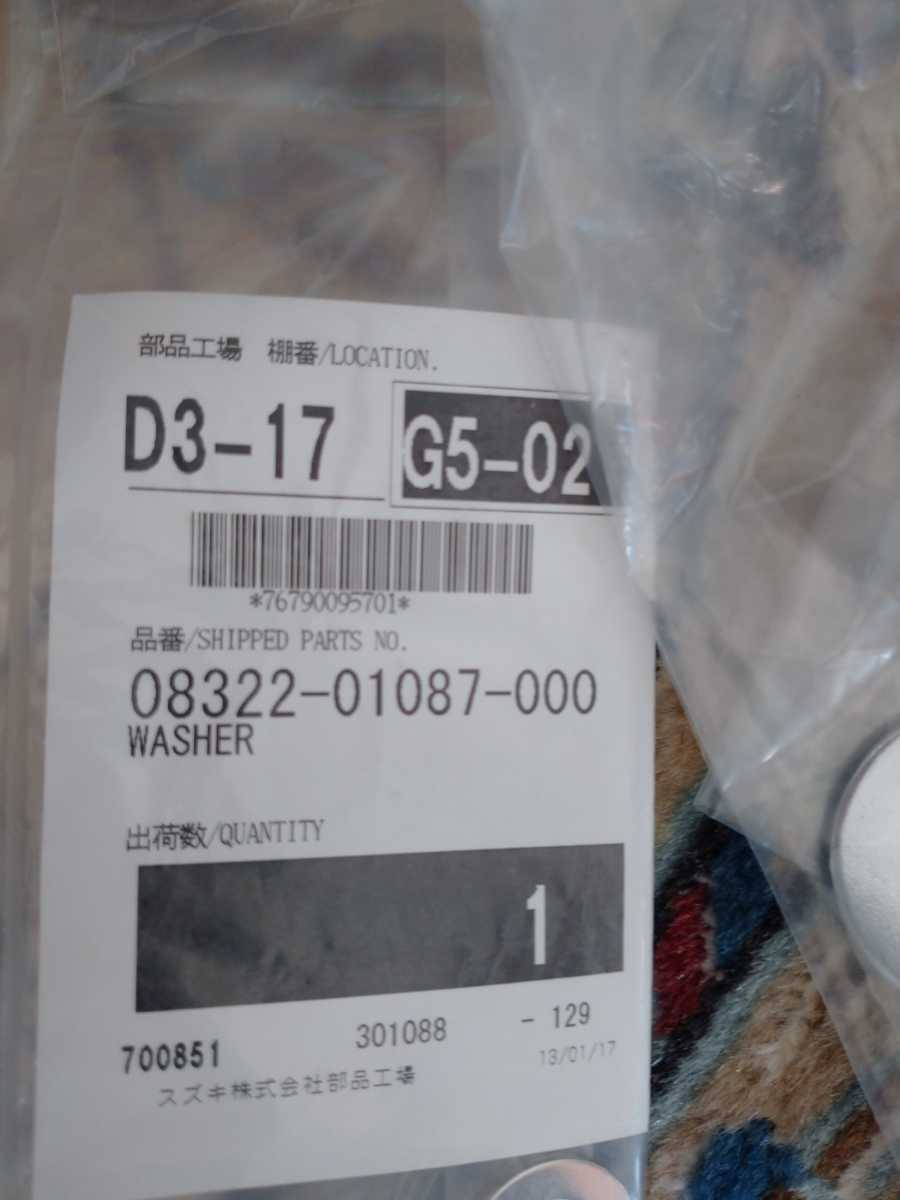 部品工場 棚番/LOCATION.
D3-17 G5-02
*76790095701*
品番/SHIPPED PARTS NO.
08322-01087-000
WASHER
出荷数/QUANTITY
1
700851 301088 - 129
スズキ株式会社部品工場 13/01/17